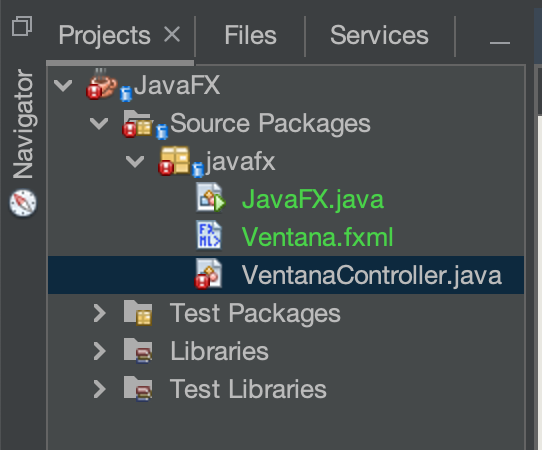 Projects Files Services
Navigator
JavaFX
Source Packages
javafx
JavaFX.java
Ventana.fxml
VentanaController.java
Test Packages
Libraries
Test Libraries